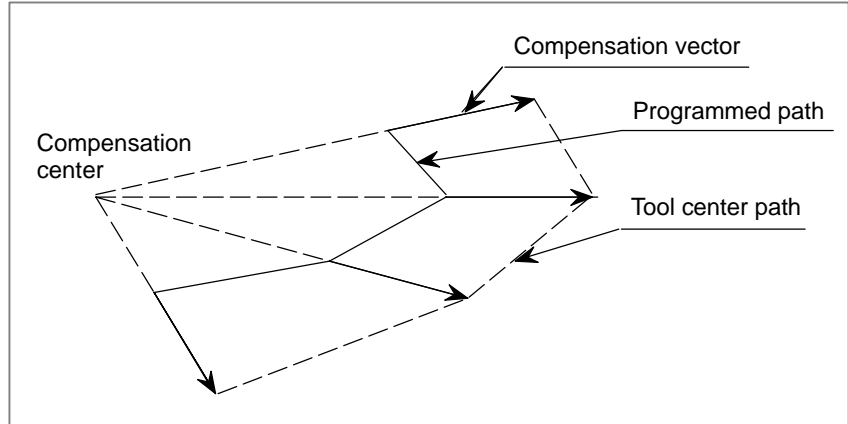 Compensation vector
Programmed path
Compensation
center
Tool center path